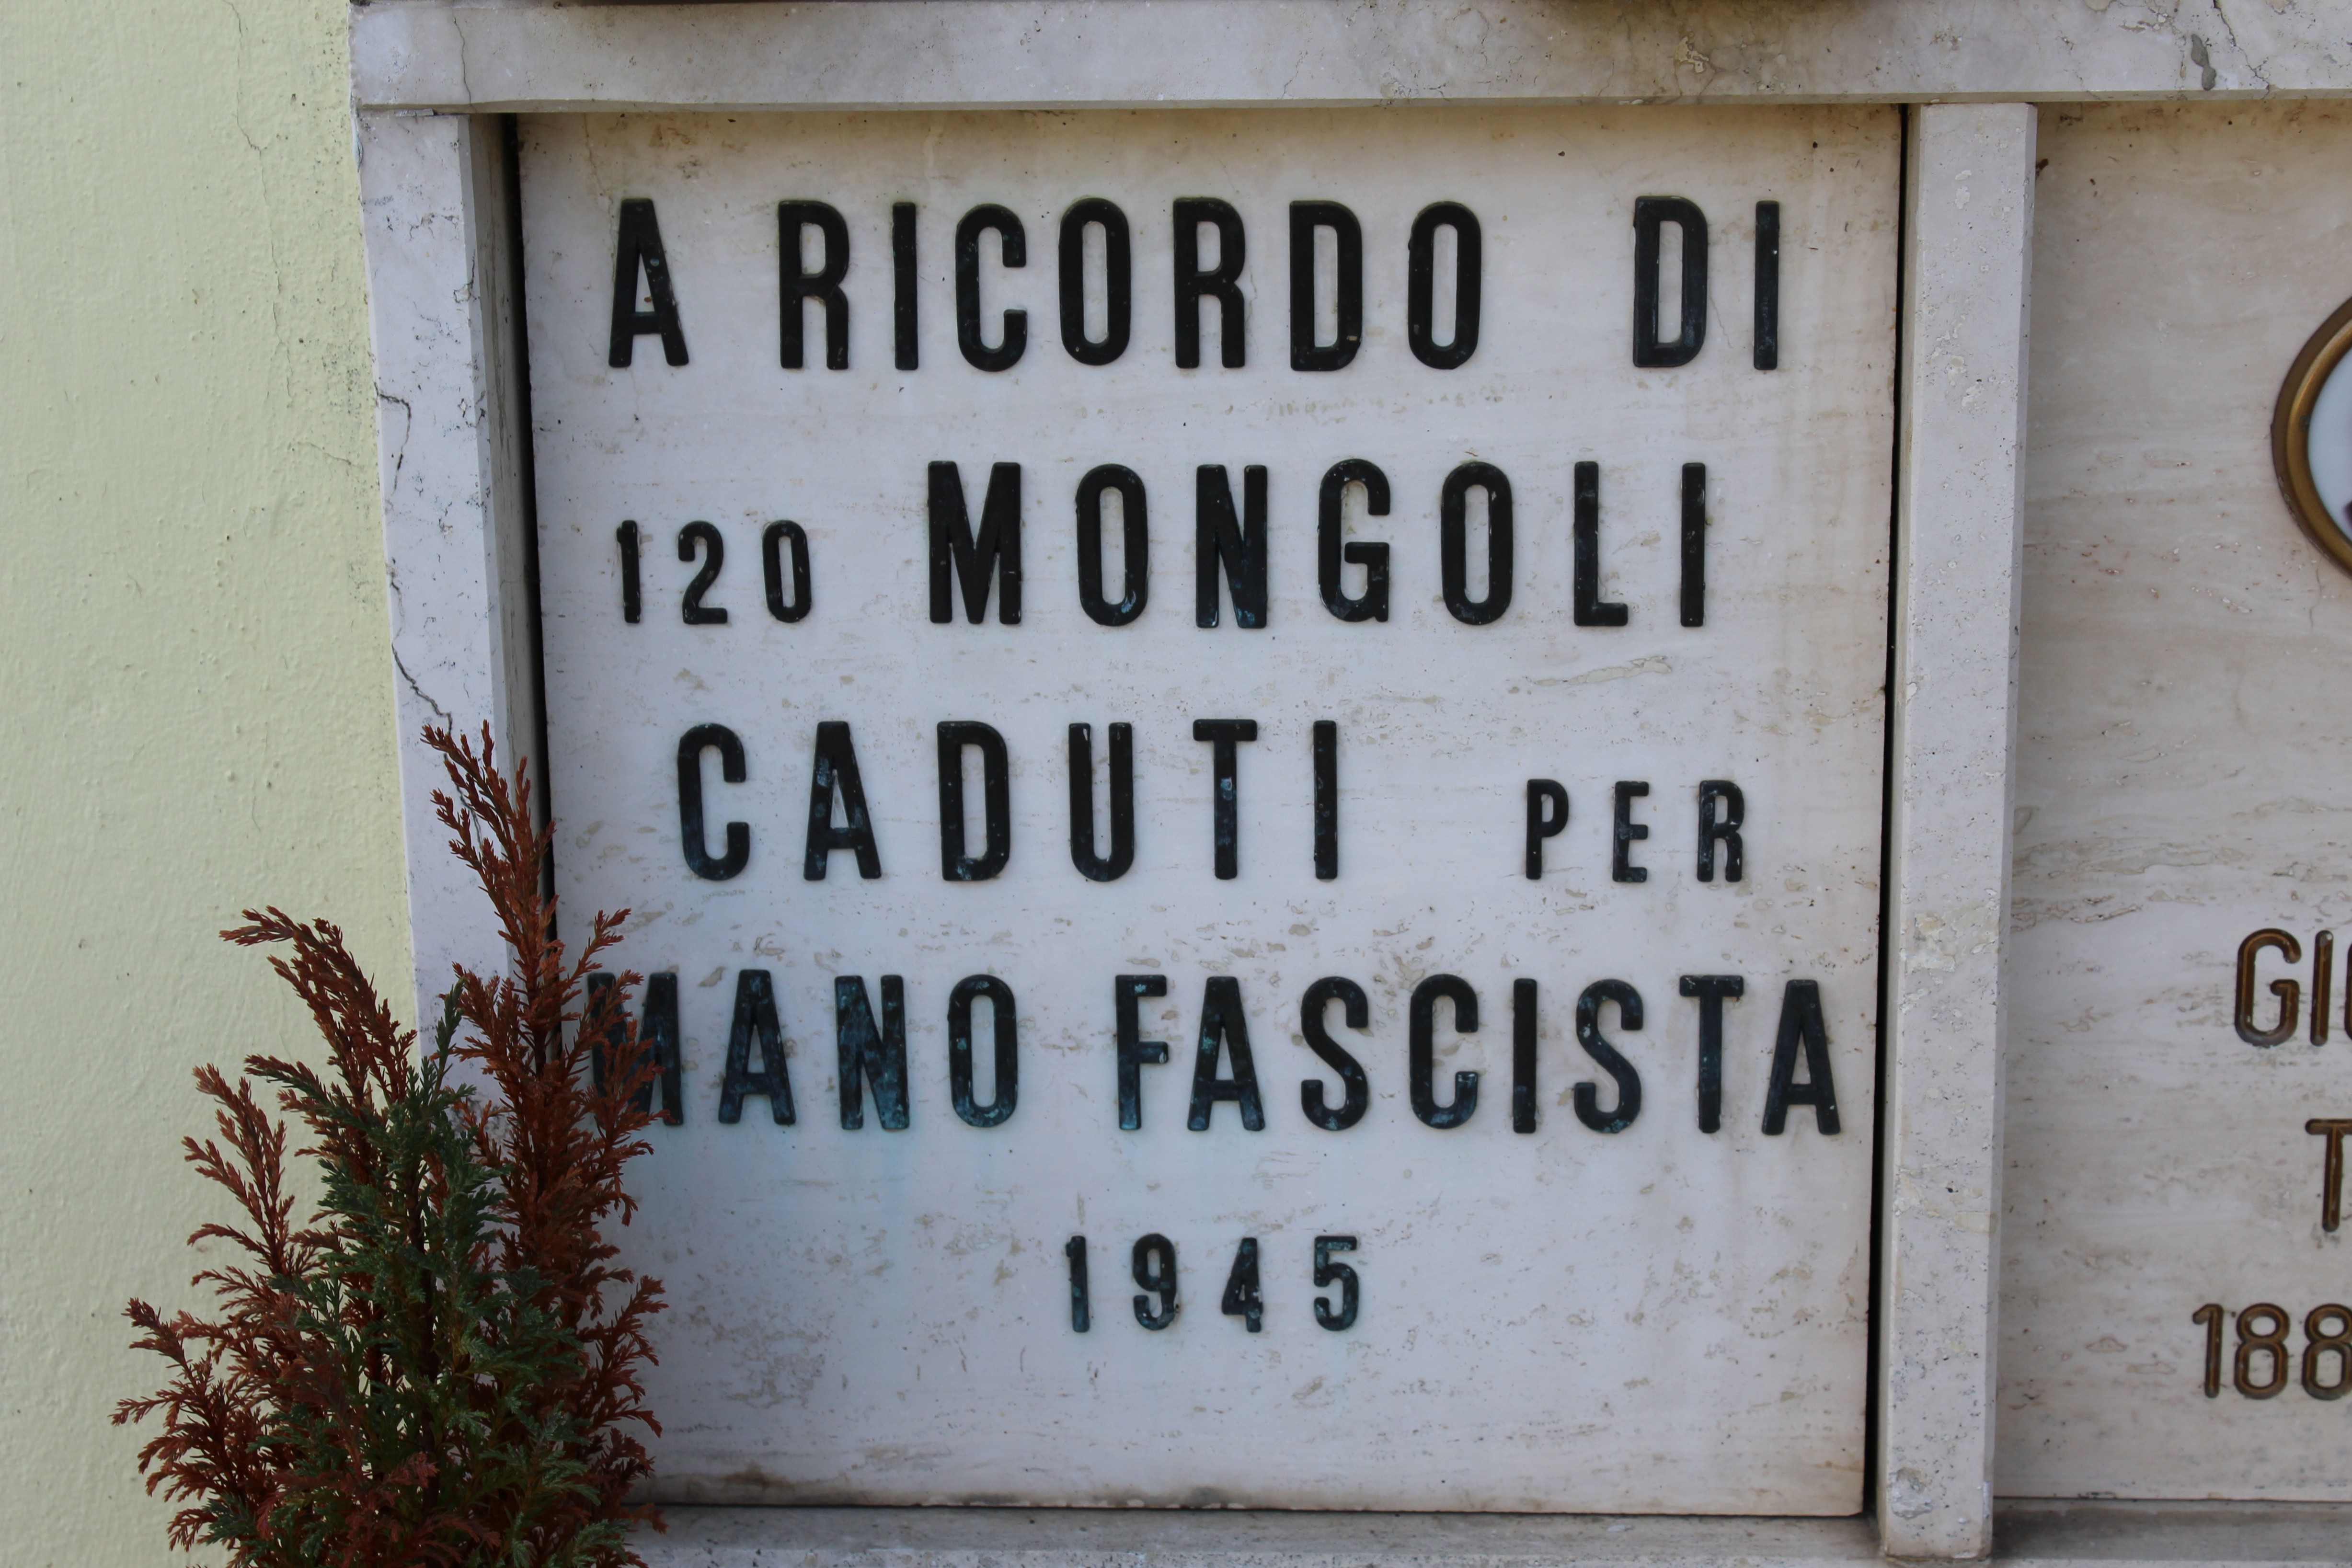 A RICORDO DI
120 MONGOLI
CADUTI PER
MANO FASCISTA
1945